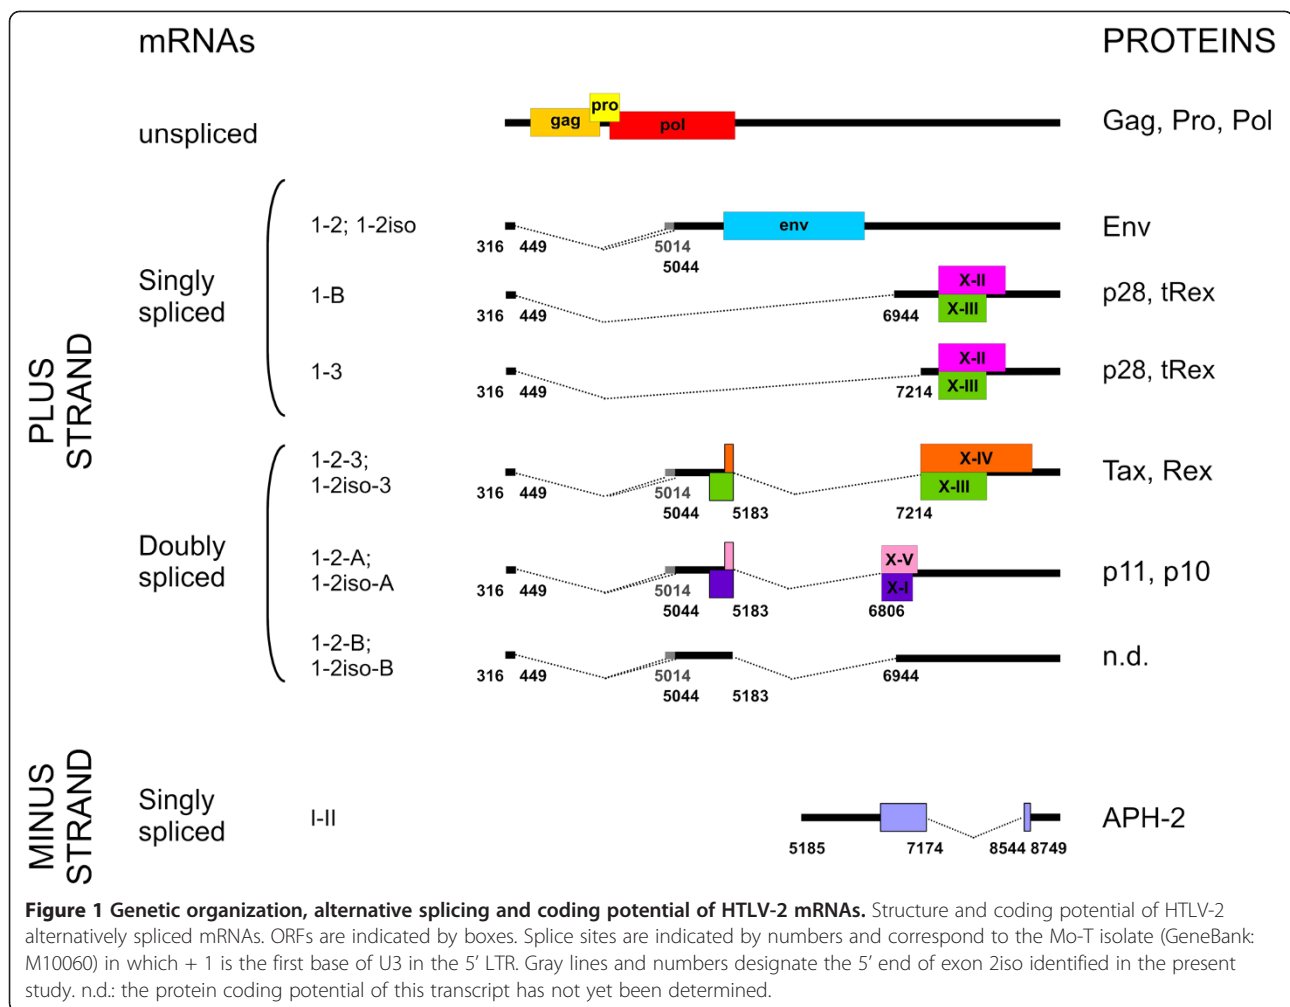 mRNAs
PROTEINS
unspliced
gag
pro
pol
Gag, Pro, Pol
PLUS
STRAND
Singly
spliced
1-2; 1-2iso
env
316 449 5014
5044
Env
1-B
X-II
X-III
316 449 6944
p28, tRex
1-3
X-II
X-III
316 449 7214
p28, tRex
Doubly
spliced
1-2-3;
1-2iso-3
X-IV
X-III
316 449 5014
5044 5183 7214
Tax, Rex
1-2-A;
1-2iso-A
X-V
X-I
316 449 5014
5044 5183 6806
p11, p10
1-2-B;
1-2iso-B
316 449 5014 6944
5044 5183
n.d.
MINUS
STRAND
Singly
spliced
I-II
5185 7174 8544 8749
APH-2
Figure 1 Genetic organization, alternative splicing and coding potential of HTLV-2 mRNAs. Structure and coding potential of HTLV-2
alternatively spliced mRNAs. ORFs are indicated by boxes. Splice sites are indicated by numbers and correspond to the Mo-T isolate (GeneBank:
M10060) in which + 1 is the first base of U3 in the 5’ LTR. Gray lines and numbers designate the 5’ end of exon 2iso identified in the present
study. n.d.: the protein coding potential of this transcript has not yet been determined.